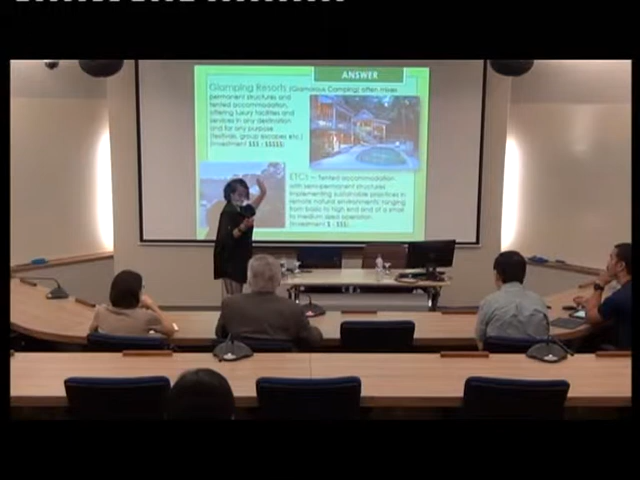 ANSWER
Glamping Resorts (Glamorous Camping) often mixes
permanent structures and
tented accommodation,
offering luxury facilities and
services in any destination
and for any purpose
(festivals, group escapes etc.)
(Investment $$$ - $$$$$)
ETC's – Tented accommodation
with semi-permanent structures
implementing sustainable practices in
remote natural environments ranging
from basic to high end and of a small
to medium sized operation
(Investment $ - $$$)